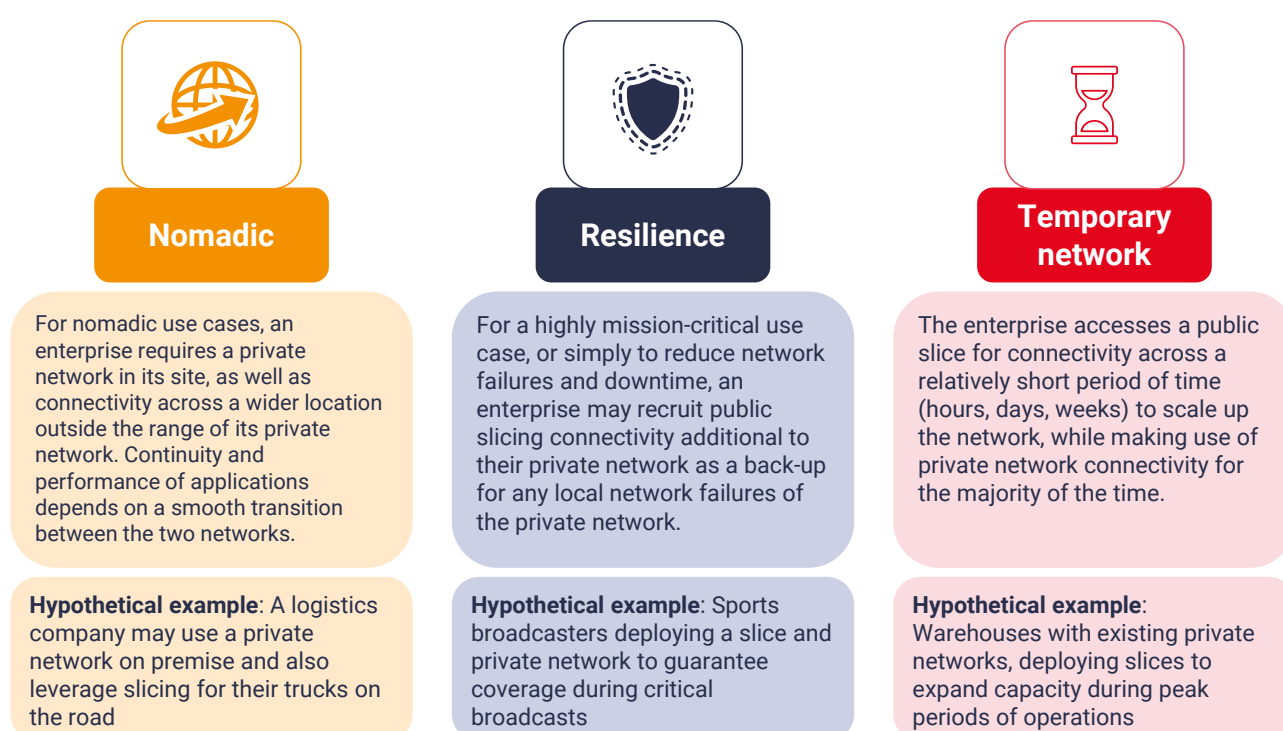 Nomadic
For nomadic use cases, an
enterprise requires a private
network in its site, as well as
connectivity across a wider location
outside the range of its private
network. Continuity and
performance of applications
depends on a smooth transition
between the two networks.
Hypothetical example: A logistics
company may use a private
network on premise and also
leverage slicing for their trucks on
the road
Resilience
For a highly mission-critical use
case, or simply to reduce network
failures and downtime, an
enterprise may recruit public
slicing connectivity additional to
their private network as a back-up
for any local network failures of
the private network.
Hypothetical example: Sports
broadcasters deploying a slice and
private network to guarantee
coverage during critical
broadcasts
Temporary
network
The enterprise accesses a public
slice for connectivity across a
relatively short period of time
(hours, days, weeks) to scale up
the network, while making use of
private network connectivity for
the majority of the time.
Hypothetical example:
Warehouses with existing private
networks, deploying slices to
expand capacity during peak
periods of operations